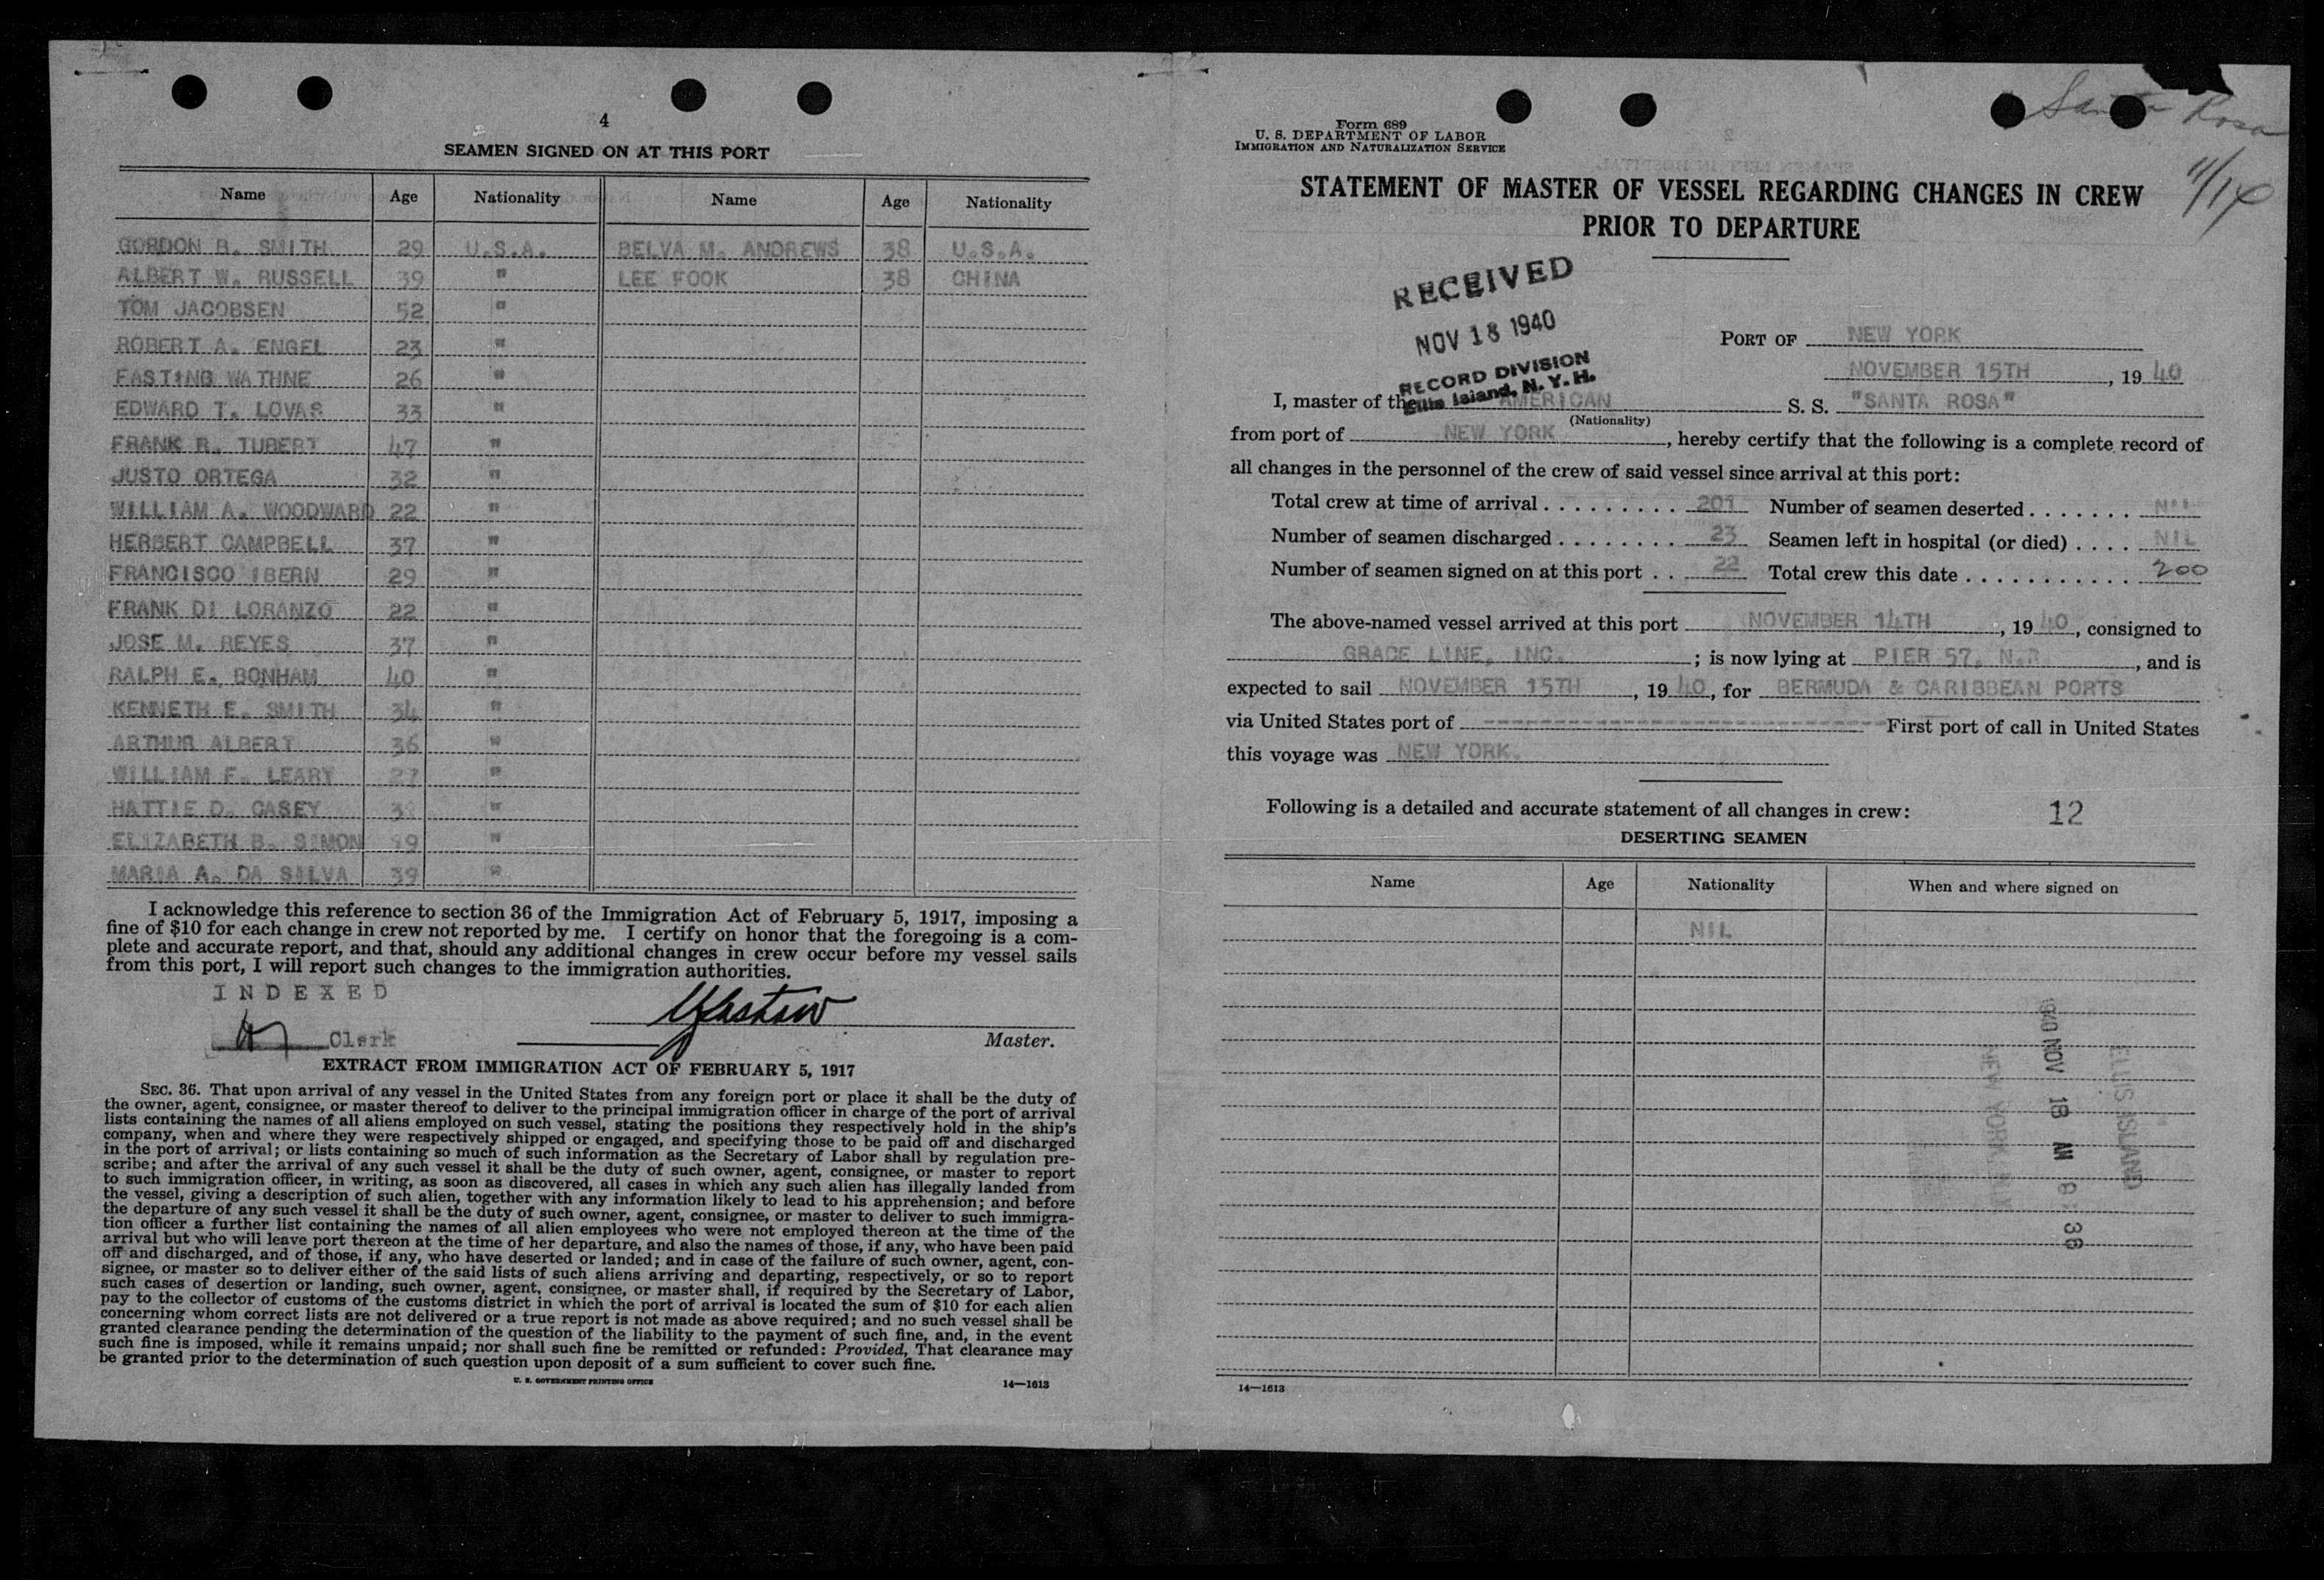 4
SEAMEN SIGNED ON AT THIS PORT
Name Age Nationality Name Age Nationality
GORDON B. SMITH 29 U.S.A. BELVA M. ANDREWS 38 U.S.A.
ALBERT W. RUSSELL 39 " LEE FOOK 38 CHINA
TOM JACOBSEN 52 "
ROBERT A. ENGEL 23 "
FASTING WATHNE 26 "
EDWARD T. LOVAS 33 "
FRANK R. TUBERT 47 "
JUSTO ORTEGA 32 "
WILLIAM A. WOODWARD 22 "
HERBERT CAMPBELL 37 "
FRANCISCO IBERN 29 "
FRANK DI LORANZO 22 "
JOSE M. REYES 37 "
RALPH E. BONHAM 40 "
KENNETH E. SMITH 34 "
ARTHUR ALBERT 36 "
WILLIAM F. LEARY 27 "
HATTIE D. CASEY "
ELIZABETH B. SIMON "
MARIA A. DA SILVA 39 "
I acknowledge this reference to section 36 of the Immigration Act of February 5, 1917, imposing a
fine of $10 for each change in crew not reported by me. I certify on honor that the foregoing is a com-
plete and accurate report, and that, should any additional changes in crew occur before my vessel sails
from this port, I will report such changes to the immigration authorities.
INDEXED
Clerk
Master.
EXTRACT FROM IMMIGRATION ACT OF FEBRUARY 5, 1917
SEC. 36. That upon arrival of any vessel in the United States from any foreign port or place it shall be the duty of
the owner, agent, consignee, or master thereof to deliver to the principal immigration officer in charge of the port of arrival
lists containing the names of all aliens employed on such vessel, stating the positions they respectively hold in the ship's
company, when and where they were respectively shipped or engaged, and specifying those to be paid off and discharged
in the port of arrival; or lists containing so much of such information as the Secretary of Labor shall by regulation pre-
scribe; and after the arrival of any such vessel it shall be the duty of such owner, agent, consignee, or master to report
to such immigration officer, in writing, as soon as discovered, all cases in which any such alien has illegally landed from
the vessel, giving a description of such alien, together with any information likely to lead to his apprehension; and before
the departure of any such vessel it shall be the duty of such owner, agent, consignee, or master to deliver to such immigra-
tion officer a further list containing the names of all alien employees who were not employed thereon at the time of the
arrival but who will leave port thereon at the time of her departure, and also the names of those, if any, who have been paid
off and discharged, and of those, if any, who have deserted or landed; and in case of the failure of such owner, agent, con-
signee, or master so to deliver either of the said lists of such aliens arriving and departing, respectively, or so to report
such cases of desertion or landing, such owner, agent, consignee, or master shall, if required by the Secretary of Labor,
pay to the collector of customs of the customs district in which the port of arrival is located the sum of $10 for each alien
concerning whom correct lists are not delivered or a true report is not made as above required; and no such vessel shall be
granted clearance pending the determination of the question of the liability to the payment of such fine, and, in the event
such fine is imposed, while it remains unpaid; nor shall such fine be remitted or refunded: Provided, That clearance may
be granted prior to the determination of such question upon deposit of a sum sufficient to cover such fine.
U. S. GOVERNMENT PRINTING OFFICE 14—1613
Santa Rosa
11/14
Form 689
U. S. DEPARTMENT OF LABOR
IMMIGRATION AND NATURALIZATION SERVICE
STATEMENT OF MASTER OF VESSEL REGARDING CHANGES IN CREW
PRIOR TO DEPARTURE
RECEIVED
NOV 18 1940
RECORD DIVISION
Ellis Island, N. Y. H.
PORT OF NEW YORK
NOVEMBER 15TH, 1940
I, master of the AMERICAN S. S. "SANTA ROSA"
(Nationality)
from port of NEW YORK, hereby certify that the following is a complete record of
all changes in the personnel of the crew of said vessel since arrival at this port:
Total crew at time of arrival . . . . . . . . . 201 Number of seamen deserted . . . . . . . NIL
Number of seamen discharged . . . . . . . . 23 Seamen left in hospital (or died) . . . . NIL
Number of seamen signed on at this port . . 22 Total crew this date . . . . . . . . . . . . 200
The above-named vessel arrived at this port NOVEMBER 14TH, 1940, consigned to
GRACE LINE, INC.; is now lying at PIER 57, N.R., and is
expected to sail NOVEMBER 15TH, 1940, for BERMUDA & CARIBBEAN PORTS
via United States port of ---------------- First port of call in United States
this voyage was NEW YORK.
Following is a detailed and accurate statement of all changes in crew: 12
DESERTING SEAMEN
Name Age Nationality When and where signed on
NIL
ELLIS ISLAND
1940 NOV 18 AM 8:36
NEW YORK, N.Y.
14—1613